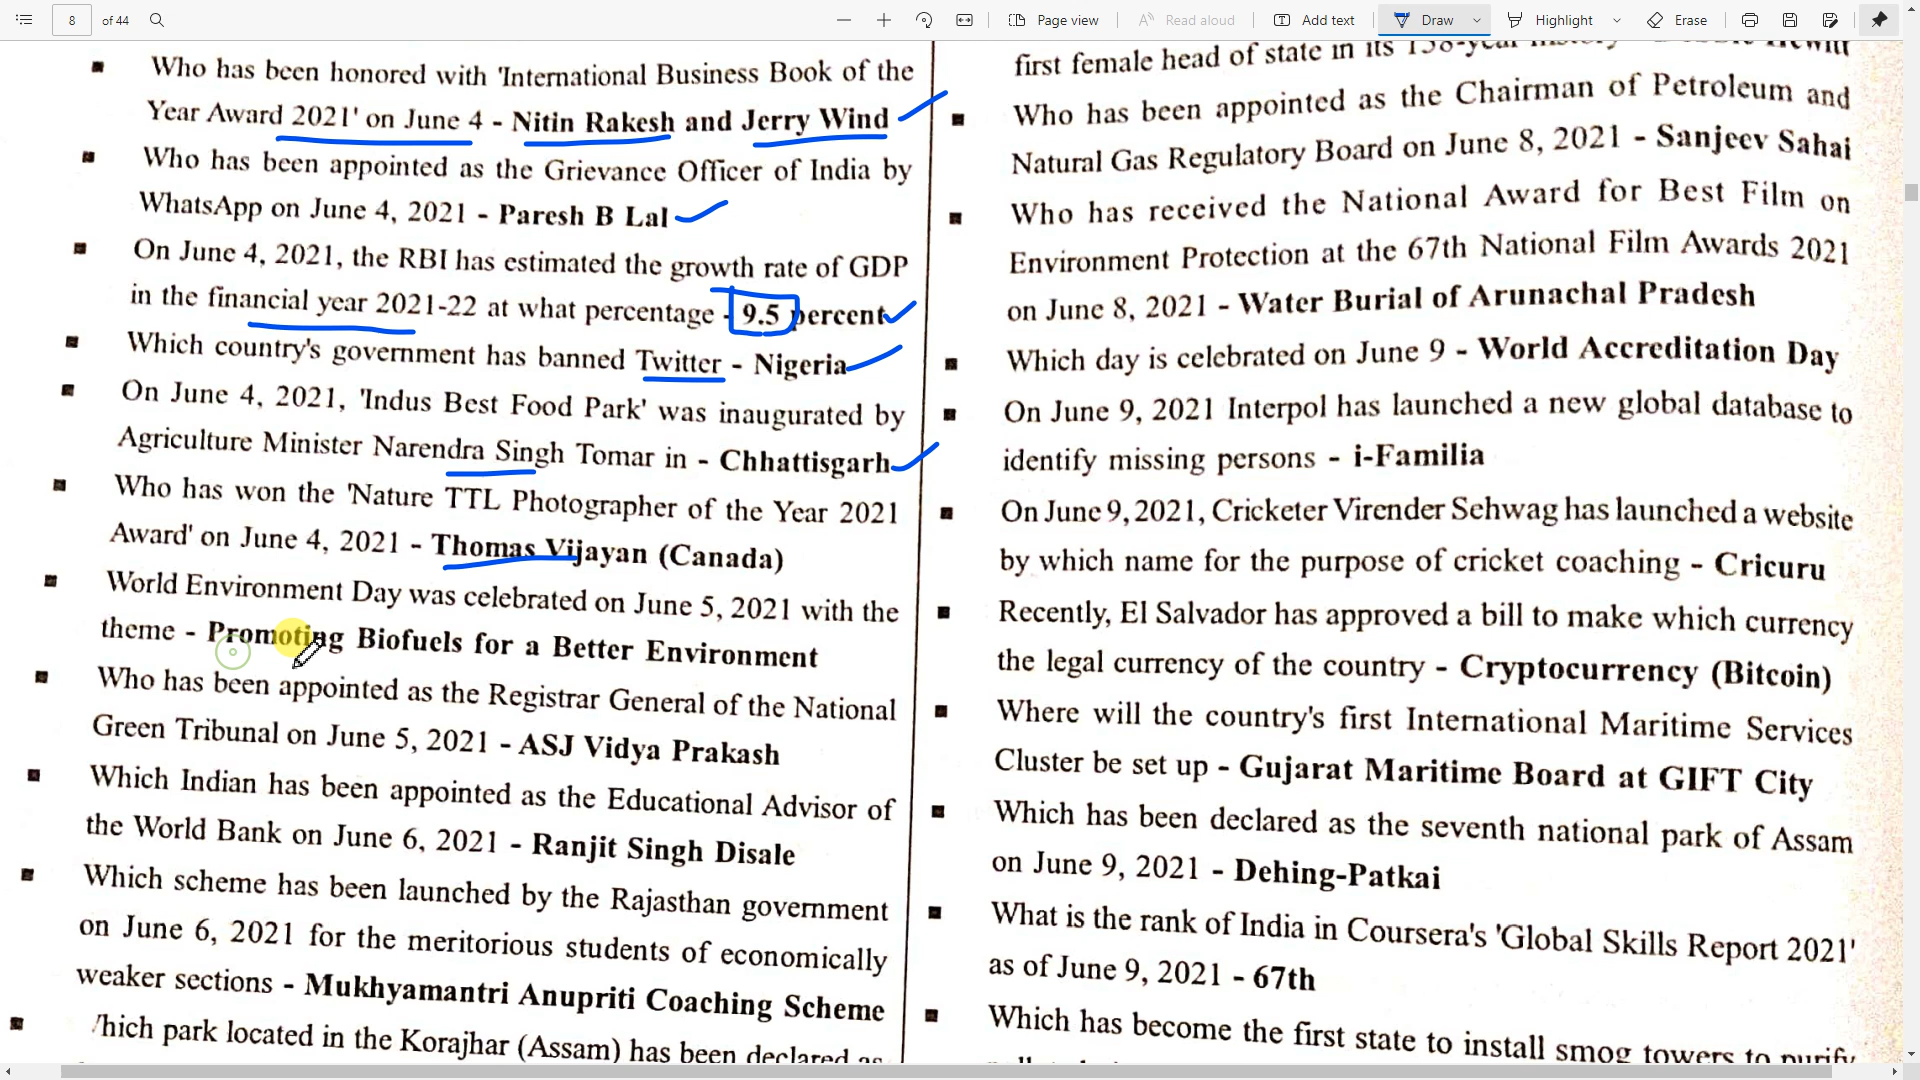 8 of 44
Page view
Read aloud
Add text
Draw
Highlight
Erase
Who has been honored with 'International Business Book of the
Year Award 2021' on June 4 - Nitin Rakesh and Jerry Wind
Who has been appointed as the Grievance Officer of India by
WhatsApp on June 4, 2021 - Paresh B Lal
On June 4, 2021, the RBI has estimated the growth rate of GDP
in the financial year 2021-22 at what percentage - 9.5 percent
Which country's government has banned Twitter - Nigeria
On June 4, 2021, 'Indus Best Food Park' was inaugurated by
Agriculture Minister Narendra Singh Tomar in - Chhattisgarh
Who has won the 'Nature TTL Photographer of the Year 2021
Award' on June 4, 2021 - Thomas Vijayan (Canada)
World Environment Day was celebrated on June 5, 2021 with the
theme - Promoting Biofuels for a Better Environment
Who has been appointed as the Registrar General of the National
Green Tribunal on June 5, 2021 - ASJ Vidya Prakash
Which Indian has been appointed as the Educational Advisor of
the World Bank on June 6, 2021 - Ranjit Singh Disale
Which scheme has been launched by the Rajasthan government
on June 6, 2021 for the meritorious students of economically
weaker sections - Mukhyamantri Anupriti Coaching Scheme
hich park located in the Korajhar (Assam) has been declared as
first female head of state in its 158-year history
Who has been appointed as the Chairman of Petroleum and
Natural Gas Regulatory Board on June 8, 2021 - Sanjeev Sahai
Who has received the National Award for Best Film on
Environment Protection at the 67th National Film Awards 2021
on June 8, 2021 - Water Burial of Arunachal Pradesh
Which day is celebrated on June 9 - World Accreditation Day
On June 9, 2021 Interpol has launched a new global database to
identify missing persons - i-Familia
On June 9, 2021, Cricketer Virender Sehwag has launched a website
by which name for the purpose of cricket coaching - Cricuru
Recently, El Salvador has approved a bill to make which currency
the legal currency of the country - Cryptocurrency (Bitcoin)
Where will the country's first International Maritime Services
Cluster be set up - Gujarat Maritime Board at GIFT City
Which has been declared as the seventh national park of Assam
on June 9, 2021 - Dehing-Patkai
What is the rank of India in Coursera's 'Global Skills Report 2021'
as of June 9, 2021 - 67th
Which has become the first state to install smog towers to purify